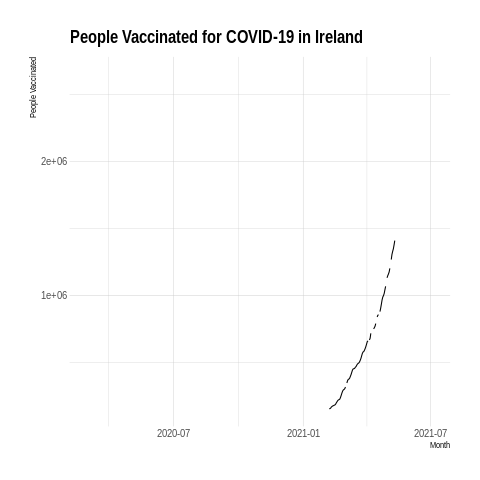 People Vaccinated for COVID-19 in Ireland
People Vaccinated
2e+06
1e+06
2020-07
2021-01
2021-07
Month